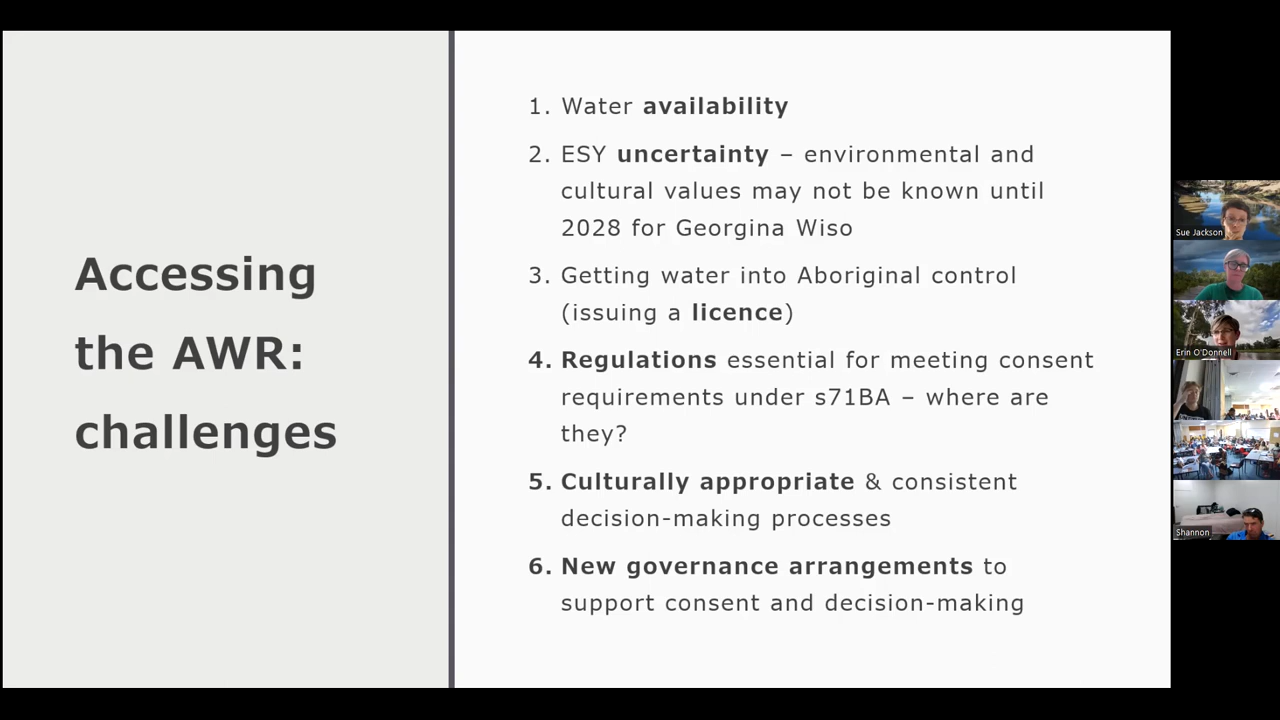 Accessing
the AWR:
challenges
1. Water availability
2. ESY uncertainty – environmental and
cultural values may not be known until
2028 for Georgina Wiso
3. Getting water into Aboriginal control
(issuing a licence)
4. Regulations essential for meeting consent
requirements under s71BA – where are
they?
5. Culturally appropriate & consistent
decision-making processes
6. New governance arrangements to
support consent and decision-making
Sue Jackson
Erin O'Donnell
Shannon